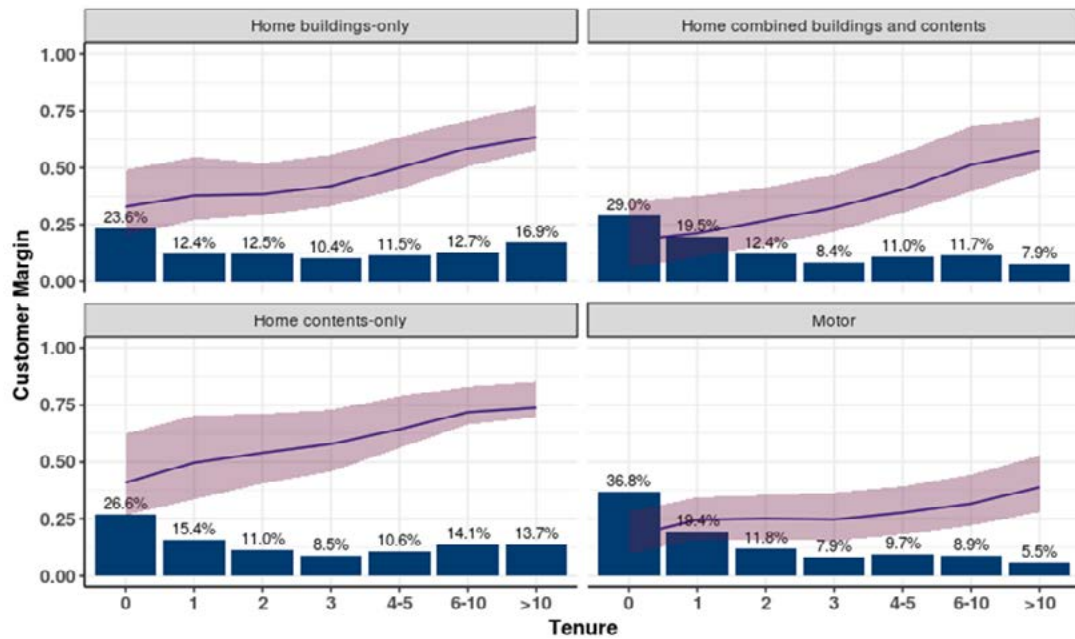 Customer Margin
Home buildings-only
1.00
0.75
0.50
0.25
0.00
23.6% 12.4% 12.5% 10.4% 11.5% 12.7% 16.9%
Home combined buildings and contents
29.0% 19.5% 12.4% 8.4% 11.0% 11.7% 7.9%
Home contents-only
1.00
0.75
0.50
0.25
0.00
26.6% 15.4% 11.0% 8.5% 10.6% 14.1% 13.7%
0 1 2 3 4-5 6-10 >10
Motor
36.8% 19.4% 11.8% 7.9% 9.7% 8.9% 5.5%
0 1 2 3 4-5 6-10 >10
Tenure